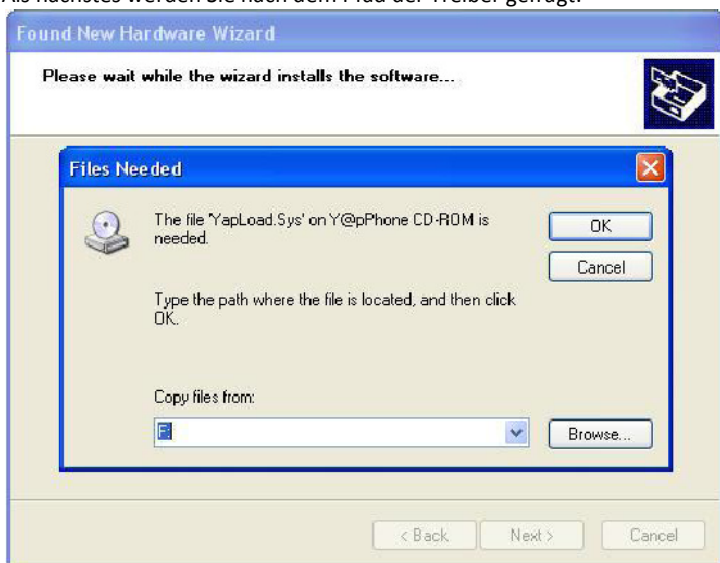 Als nächstes werden Sie nach dem Pfad der Treiber gefragt:
Found New Hardware Wizard
Please wait while the wizard installs the software...
Files Needed
The file 'YapLoad.Sys' on Y@pPhone CD-ROM is
needed.
OK
Cancel
Type the path where the file is located, and then click
OK.
Copy files from:
F:
Browse...
< Back
Next >
Cancel